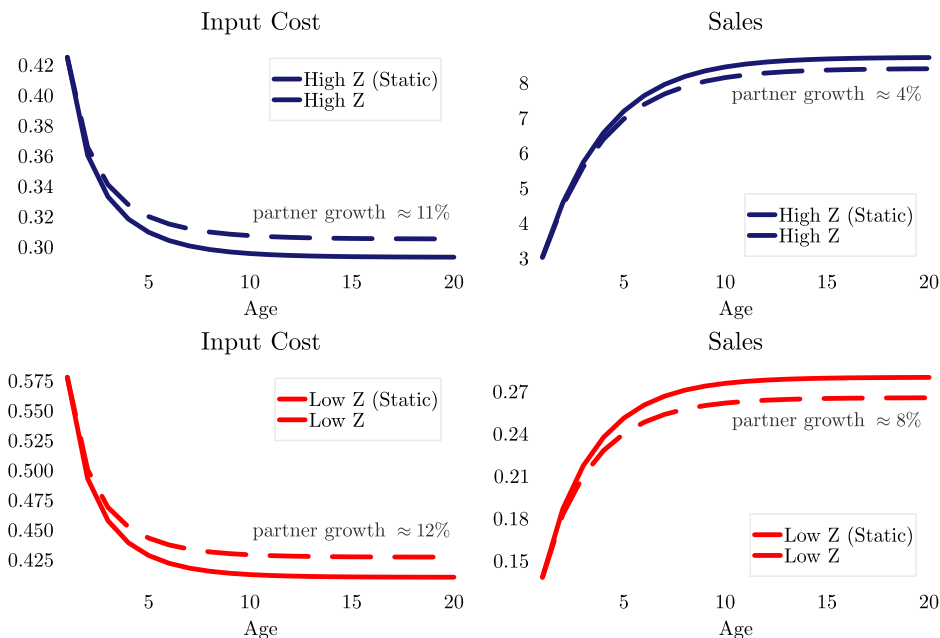 Input Cost
0.42
0.40
0.38
0.36
0.34
0.32
0.30
High Z (Static)
High Z
partner growth ≈ 11%
5
10
15
20
Age
Sales
8
7
6
5
4
3
partner growth ≈ 4%
High Z (Static)
High Z
5
10
15
20
Age
Input Cost
0.575
0.550
0.525
0.500
0.475
0.450
0.425
Low Z (Static)
Low Z
partner growth ≈ 12%
5
10
15
20
Age
Sales
0.27
0.24
0.21
0.18
0.15
partner growth ≈ 8%
Low Z (Static)
Low Z
5
10
15
20
Age